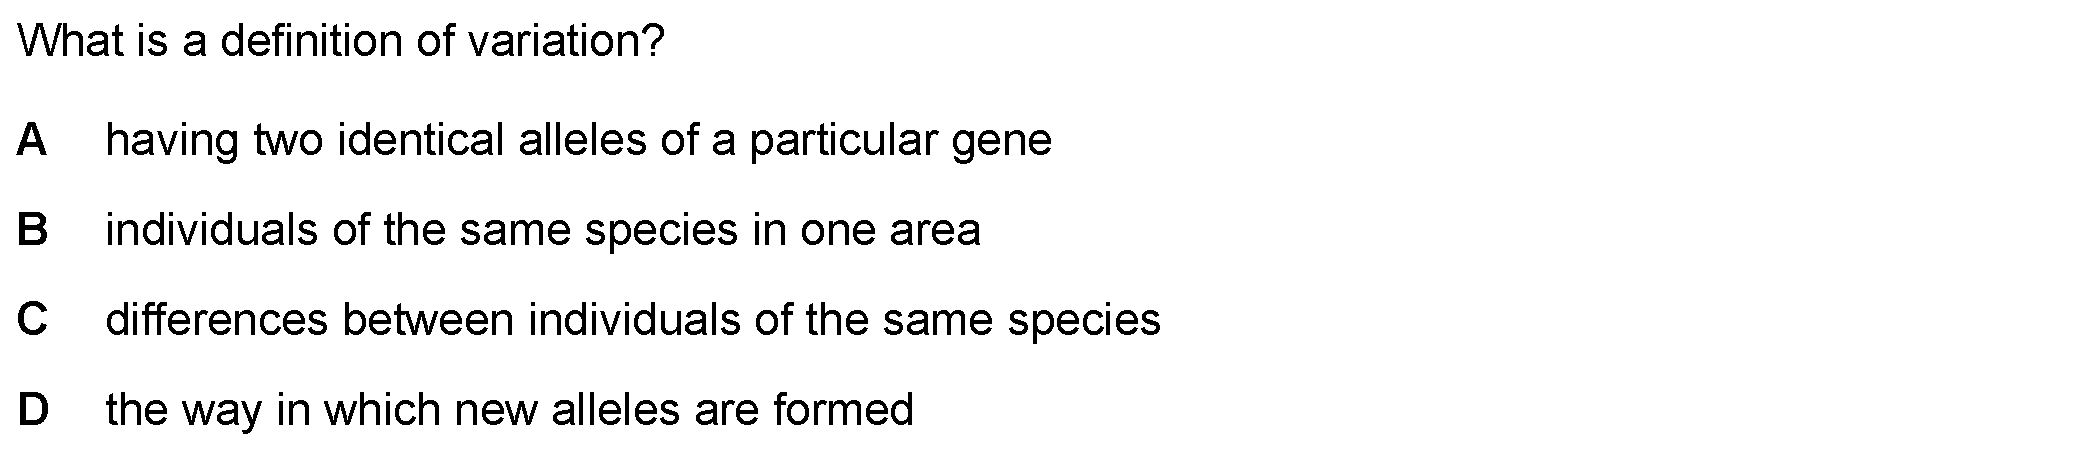 What is a definition of variation?
A having two identical alleles of a particular gene
B individuals of the same species in one area
C differences between individuals of the same species
D the way in which new alleles are formed